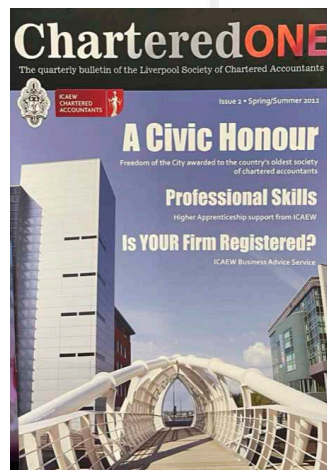 CharteredONE
The quarterly bulletin of the Liverpool Society of Chartered Accountants
ICAEW
CHARTERED
ACCOUNTANTS
Issue 2 • Spring/Summer 2012
A Civic Honour
Freedom of the City awarded to the country's oldest society
of chartered accountants
Professional Skills
Higher Apprenticeship support from ICAEW
Is YOUR Firm Registered?
ICAEW Business Advice Service